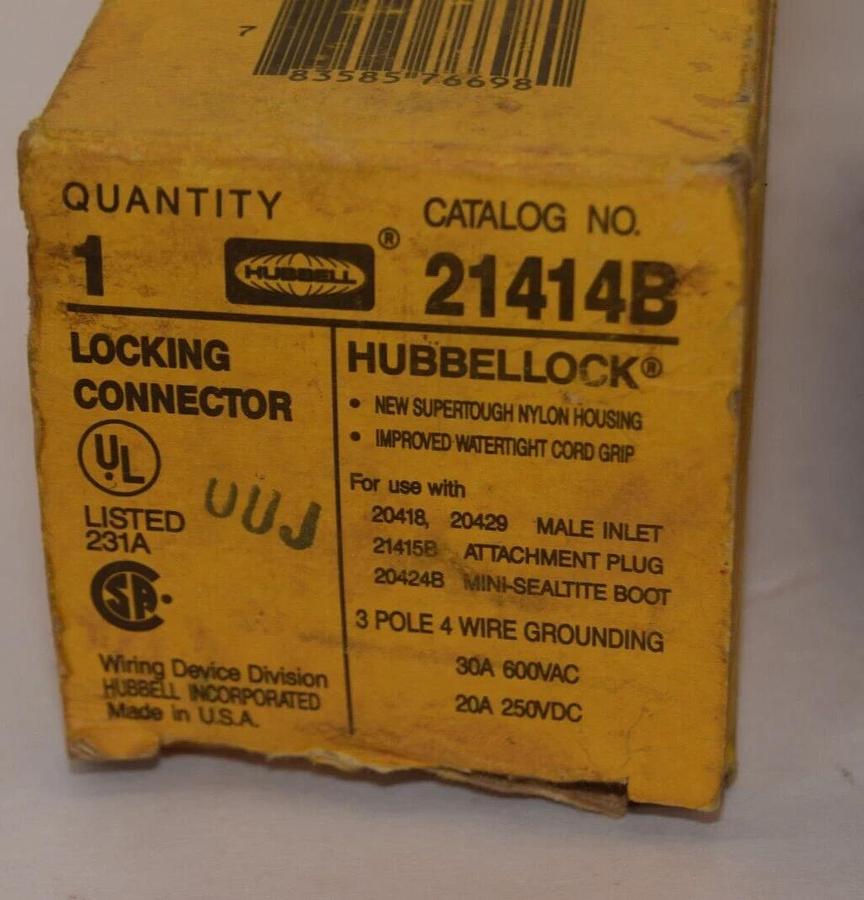 7
83585 76698
QUANTITY
1
HUBBELL ®
CATALOG NO.
21414B
LOCKING
CONNECTOR
UL
LISTED
231A
SA
Wiring Device Division
HUBBELL INCORPORATED
Made in U.S.A.
UUJ
HUBBELLOCK®
• NEW SUPERTOUGH NYLON HOUSING
• IMPROVED WATERTIGHT CORD GRIP
For use with
20418, 20429 MALE INLET
21415B ATTACHMENT PLUG
20424B MINI-SEALTITE BOOT
3 POLE 4 WIRE GROUNDING
30A 600VAC
20A 250VDC